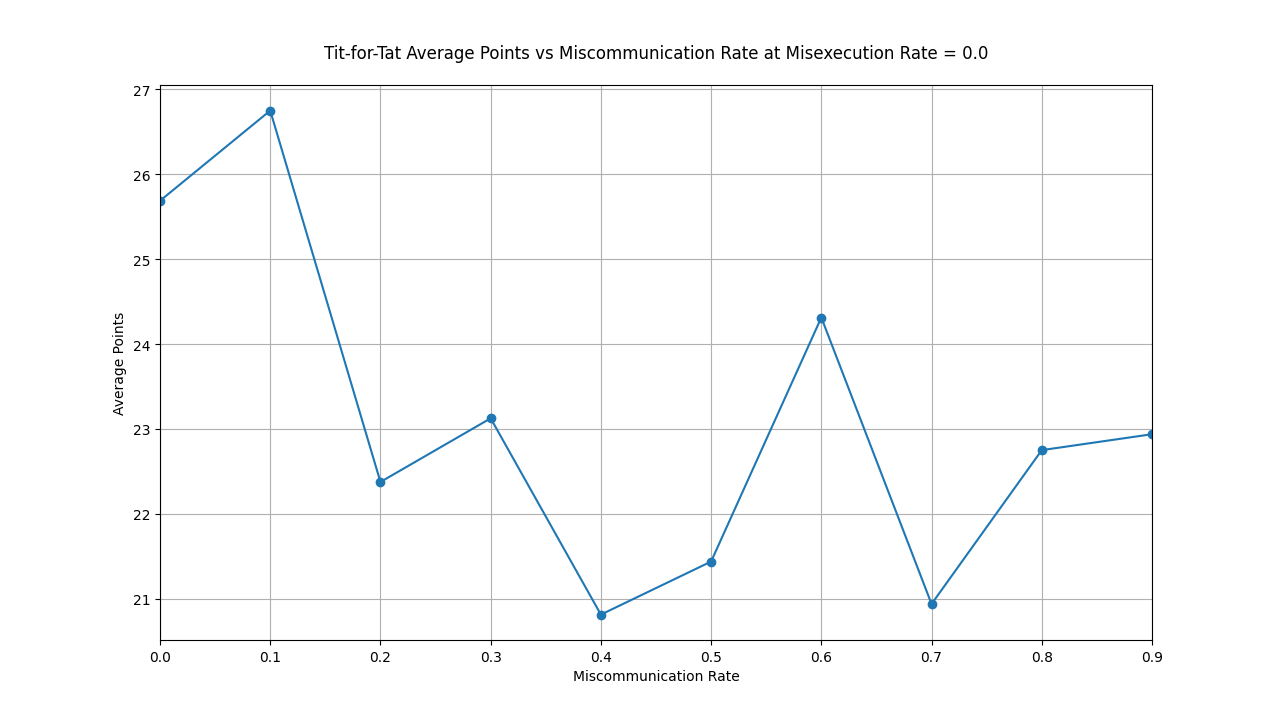 Tit-for-Tat Average Points vs Miscommunication Rate at Misexecution Rate = 0.0
27
26
25
24
23
22
21
Average Points
0.0 0.1 0.2 0.3 0.4 0.5 0.6 0.7 0.8 0.9
Miscommunication Rate